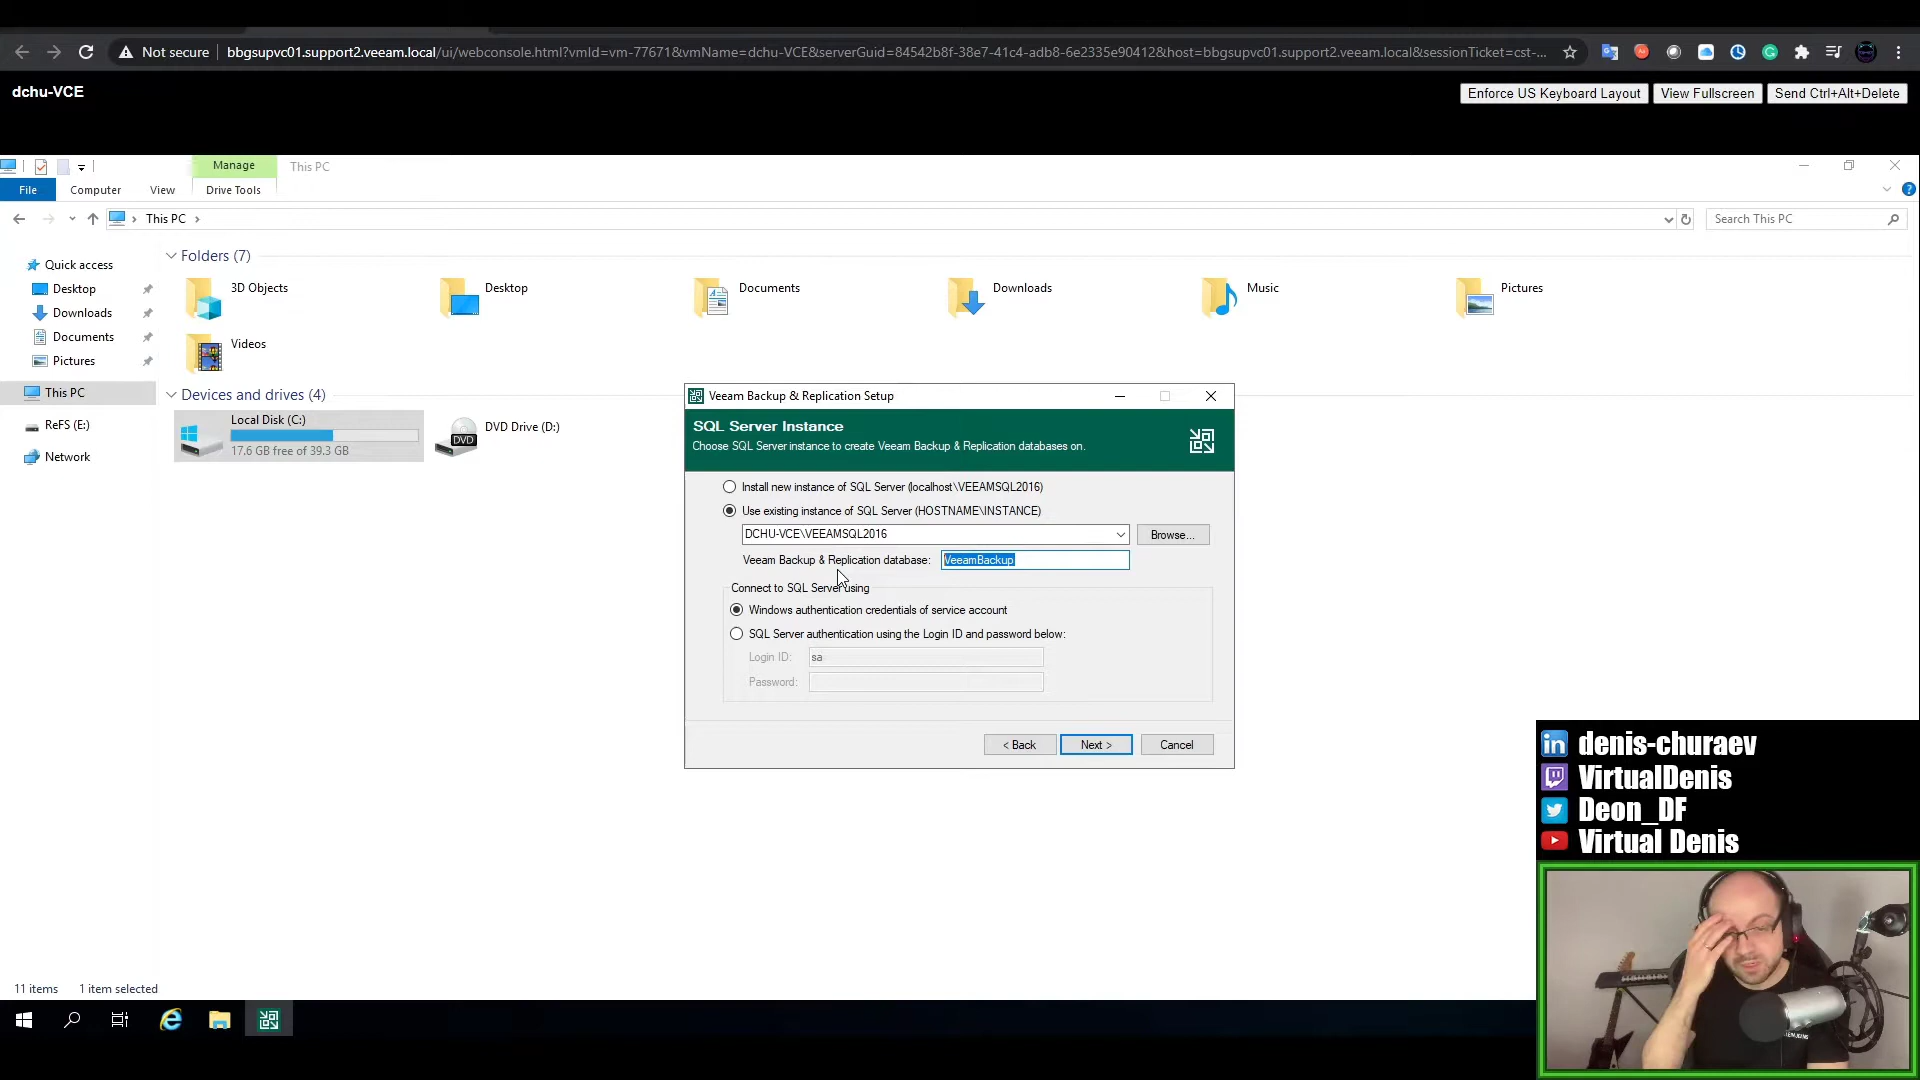 Not secure
bbgsupvc01.support2.veeam.local/ui/webconsole.html?vmId=vm-77671&vmName=dchu-VCE&serverGuid=84542b8f-38e7-41c4-adb8-6e2335e90412&host=bbgsupvc01.support2.veeam.local&sessionTicket=cst-...
dchu-VCE
Enforce US Keyboard Layout
View Fullscreen
Send Ctrl+Alt+Delete
Manage
This PC
File
Computer
View
Drive Tools
This PC
Search This PC
Quick access
Desktop
Downloads
Documents
Pictures
This PC
ReFS (E:)
Network
Folders (7)
3D Objects
Desktop
Documents
Downloads
Music
Pictures
Videos
Devices and drives (4)
Local Disk (C:)
17.6 GB free of 39.3 GB
DVD
DVD Drive (D:)
Veeam Backup & Replication Setup
SQL Server Instance
Choose SQL Server instance to create Veeam Backup & Replication databases on.
Install new instance of SQL Server (localhost\VEEAMSQL2016)
Use existing instance of SQL Server (HOSTNAME\INSTANCE)
DCHU-VCE\VEEAMSQL2016
Browse...
Veeam Backup & Replication database:
VeeamBackup
Connect to SQL Server using
Windows authentication credentials of service account
SQL Server authentication using the Login ID and password below:
Login ID:
sa
Password:
< Back
Next >
Cancel
11 items
1 item selected
in denis-churaev
VirtualDenis
Deon_DF
Virtual Denis